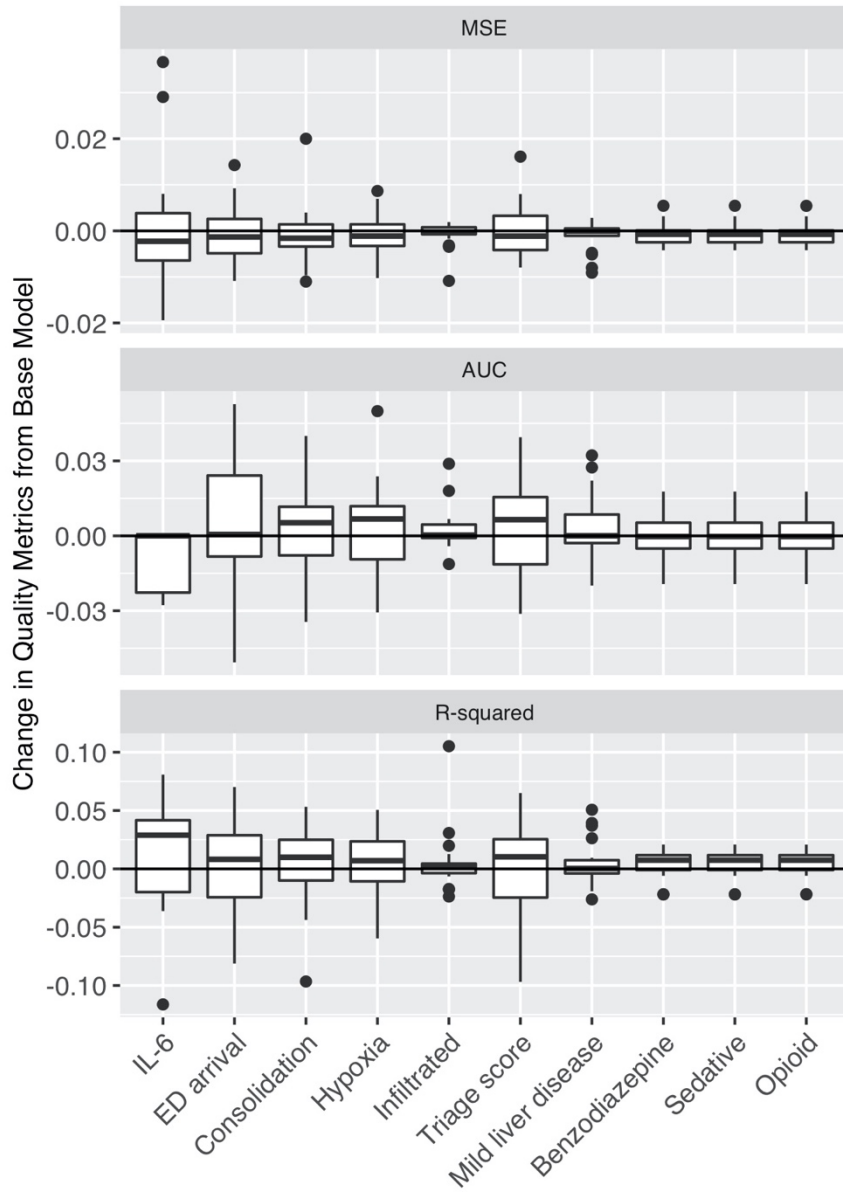 MSE
0.02
0.00
-0.02
AUC
0.03
0.00
-0.03
R-squared
0.10
0.05
0.00
-0.05
-0.10
Change in Quality Metrics from Base Model
IL-6
ED arrival
Consolidation
Hypoxia
Infiltrated
Triage score
Mild liver disease
Benzodiazepine
Sedative
Opioid